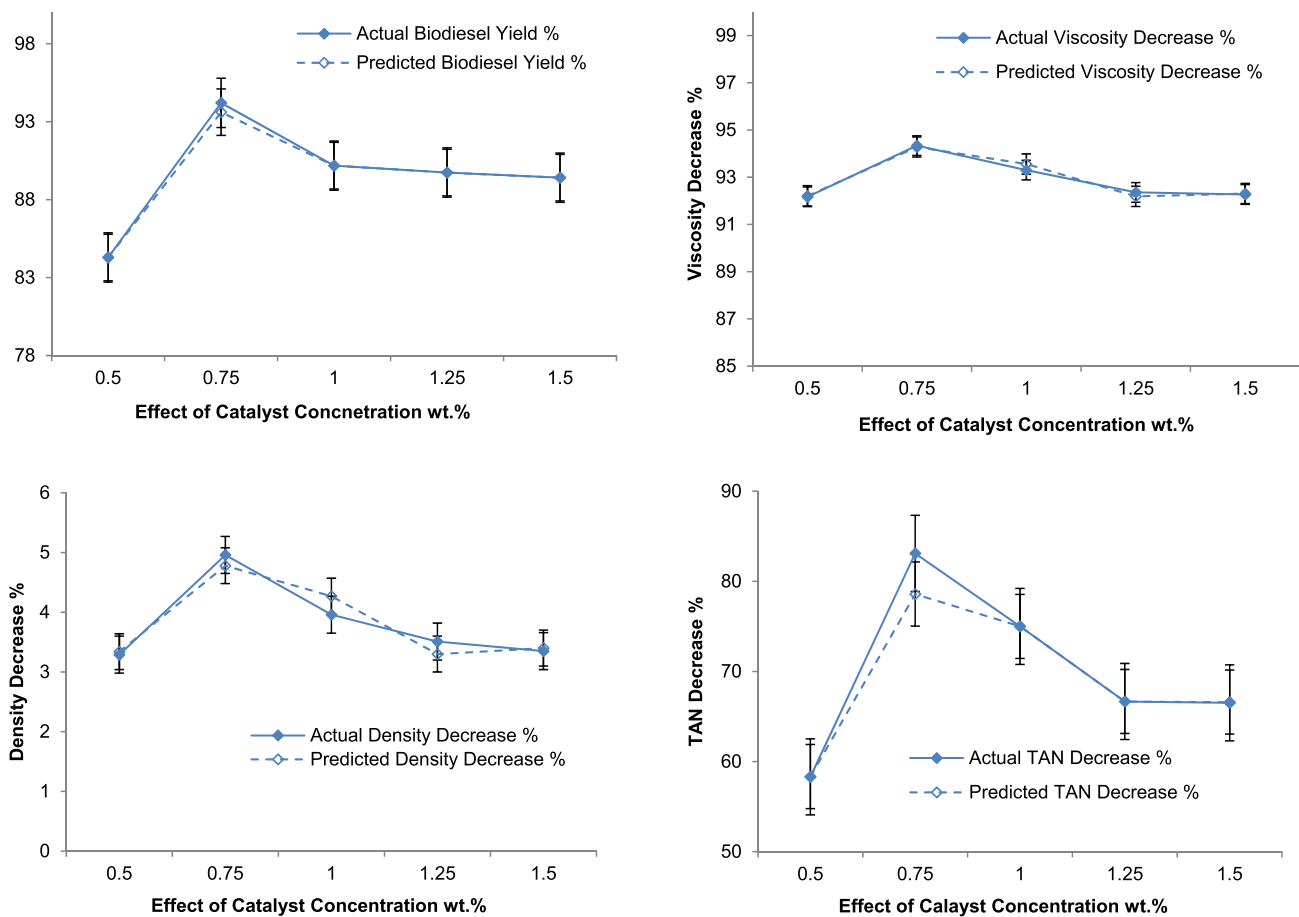 98
93
88
83
78
Actual Biodiesel Yield %
Predicted Biodiesel Yield %
0.5 0.75 1 1.25 1.5
Effect of Catalyst Concnetration wt.%
99
97
95
93
91
89
87
85
Viscosity Decrease %
Actual Viscosity Decrease %
Predicted Viscosity Decrease %
0.5 0.75 1 1.25 1.5
Effect of Catalyst Concentration wt.%
6
5
4
3
2
1
0
Density Decrease %
Actual Density Decrease %
Predicted Density Decrease %
0.5 0.75 1 1.25 1.5
Effect of Catalyst Concentration wt.%
90
80
70
60
50
TAN Decrease %
Actual TAN Decrease %
Predicted TAN Decrease %
0.5 0.75 1 1.25 1.5
Effect of Catalyst Concentration wt.%